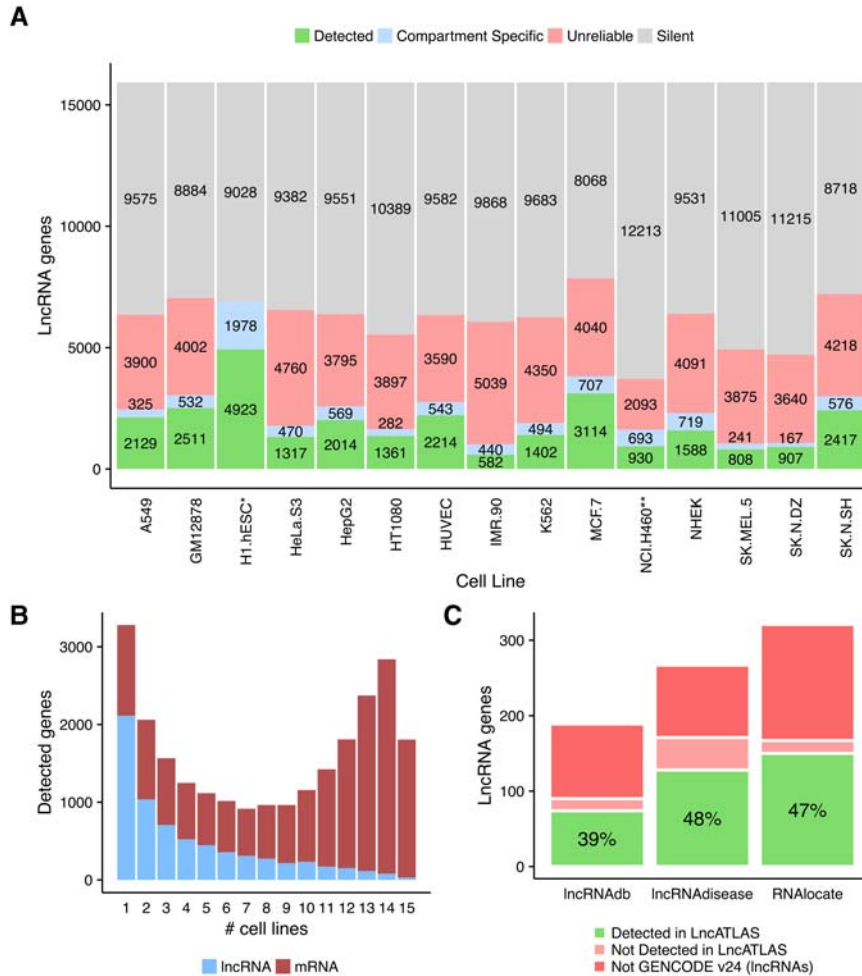 A
Detected Compartment Specific Unreliable Silent
LncRNA genes
15000
10000
5000
0
9575 8884 9028 9382 9551 10389 9582 9868 9683 8068 12213 9531 11005 11215 8718
3900 4002 4760 3795 3897 3590 5039 4350 4040 2093 4091 3875 3640 4218
325 532 1978 470 569 282 543 440 494 707 693 719 241 167 576
2129 2511 4923 1317 2014 1361 2214 582 1402 3114 930 1588 808 907 2417
A549 GM12878 H1.hESC* HeLa.S3 HepG2 HT1080 HUVEC IMR.90 K562 MCF.7 NCI.H460** NHEK SK.MEL.5 SK.N.DZ SK.N.SH
Cell Line
B
Detected genes
3000
2000
1000
0
1 2 3 4 5 6 7 8 9 10 11 12 13 14 15
# cell lines
lncRNA mRNA
C
LncRNA genes
300
200
100
0
39% 48% 47%
lncRNAdb lncRNAdisease RNAlocate
Detected in LncATLAS
Not Detected in LncATLAS
Not GENCODE v24 (lncRNAs)